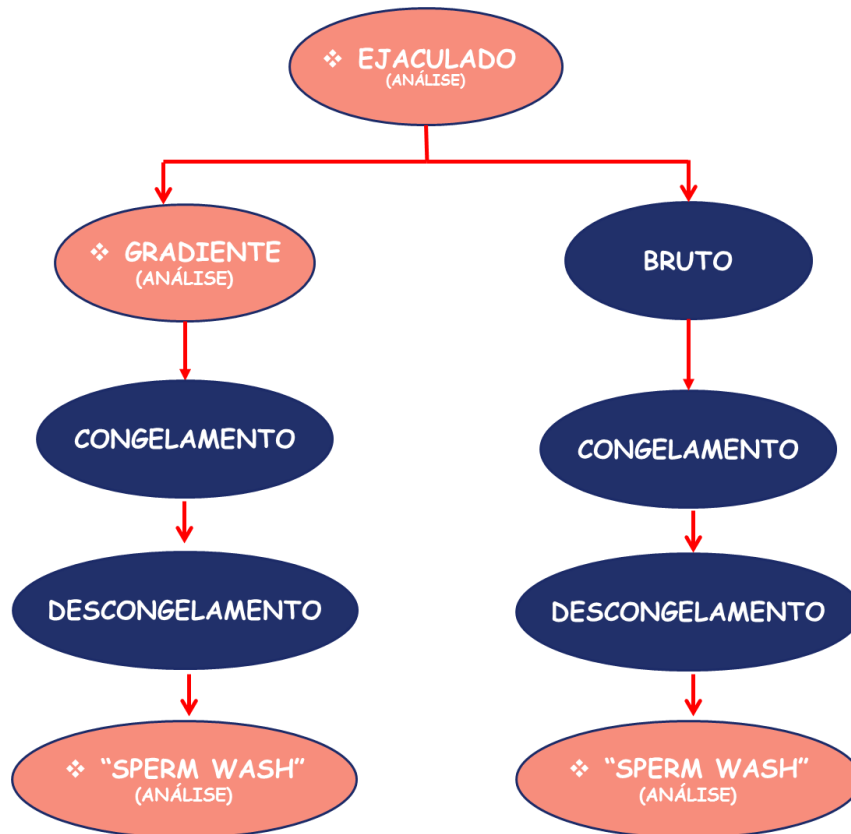 ❖ EJACULADO
(ANÁLISE)
❖ GRADIENTE
(ANÁLISE)
BRUTO
CONGELAMENTO
CONGELAMENTO
DESCONGELAMENTO
DESCONGELAMENTO
❖ “SPERM WASH”
(ANÁLISE)
❖ “SPERM WASH”
(ANÁLISE)